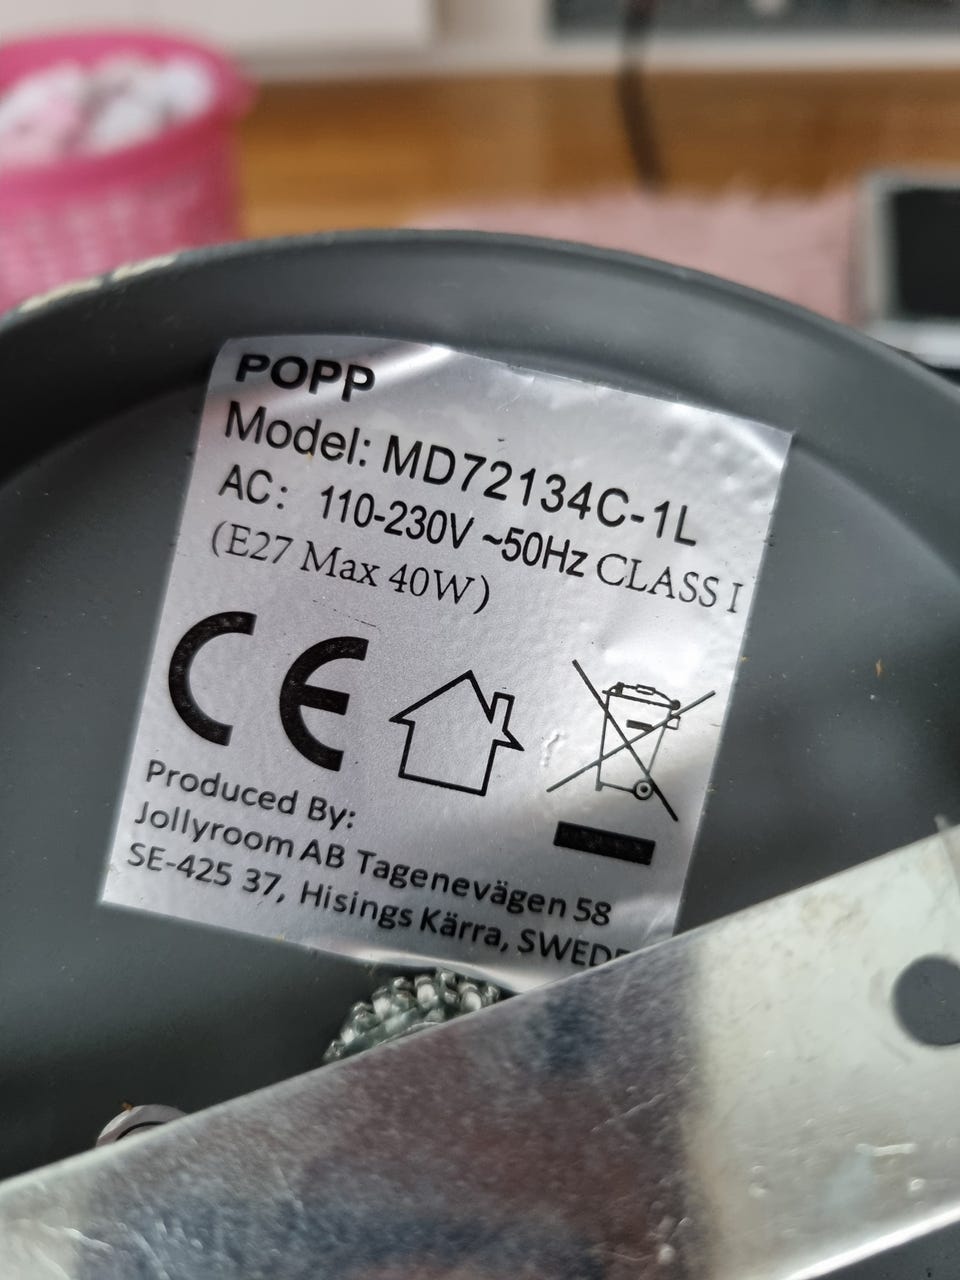 POPP
Model: MD72134C-1L
AC: 110-230V ~50Hz CLASS I
(E27 Max 40W)
CE
Produced By:
Jollyroom AB Tagenevägen 58
SE-425 37, Hisings Kärra, SWEDE